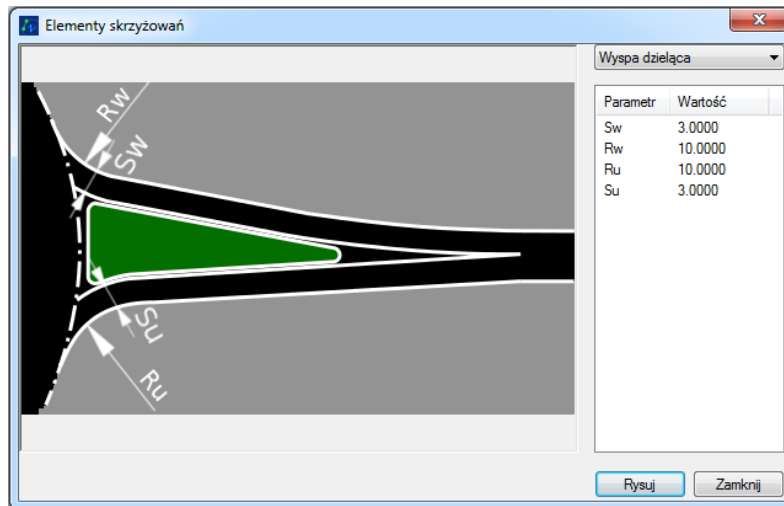 Elementy skrzyżowań
Wyspa dzieląca
Parametr Wartość
Sw 3.0000
Rw 10.0000
Ru 10.0000
Su 3.0000
Rw
Sw
Su
Ru
Rysuj Zamknij